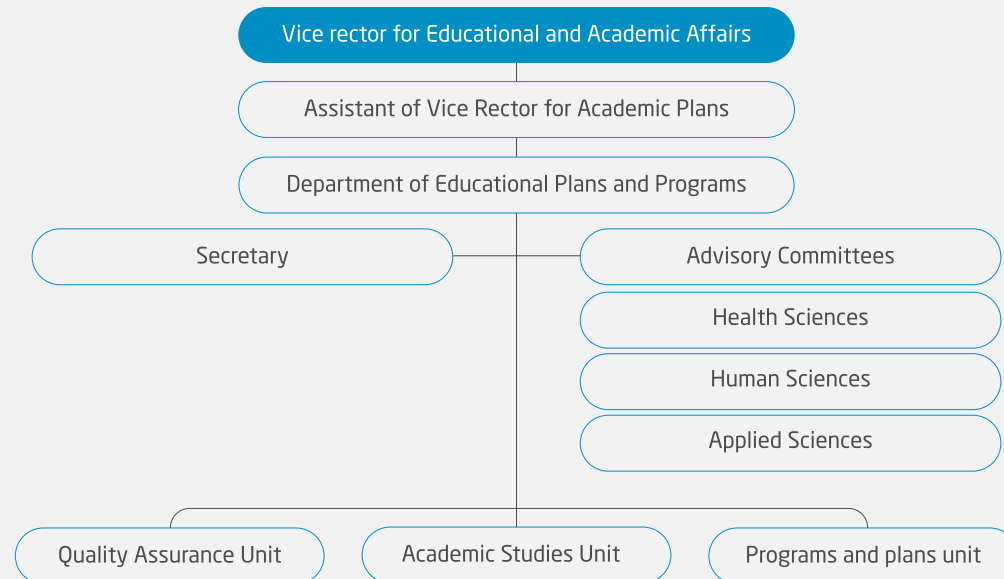 Vice rector for Educational and Academic Affairs
Assistant of Vice Rector for Academic Plans
Department of Educational Plans and Programs
Secretary
Advisory Committees
Health Sciences
Human Sciences
Applied Sciences
Quality Assurance Unit
Academic Studies Unit
Programs and plans unit